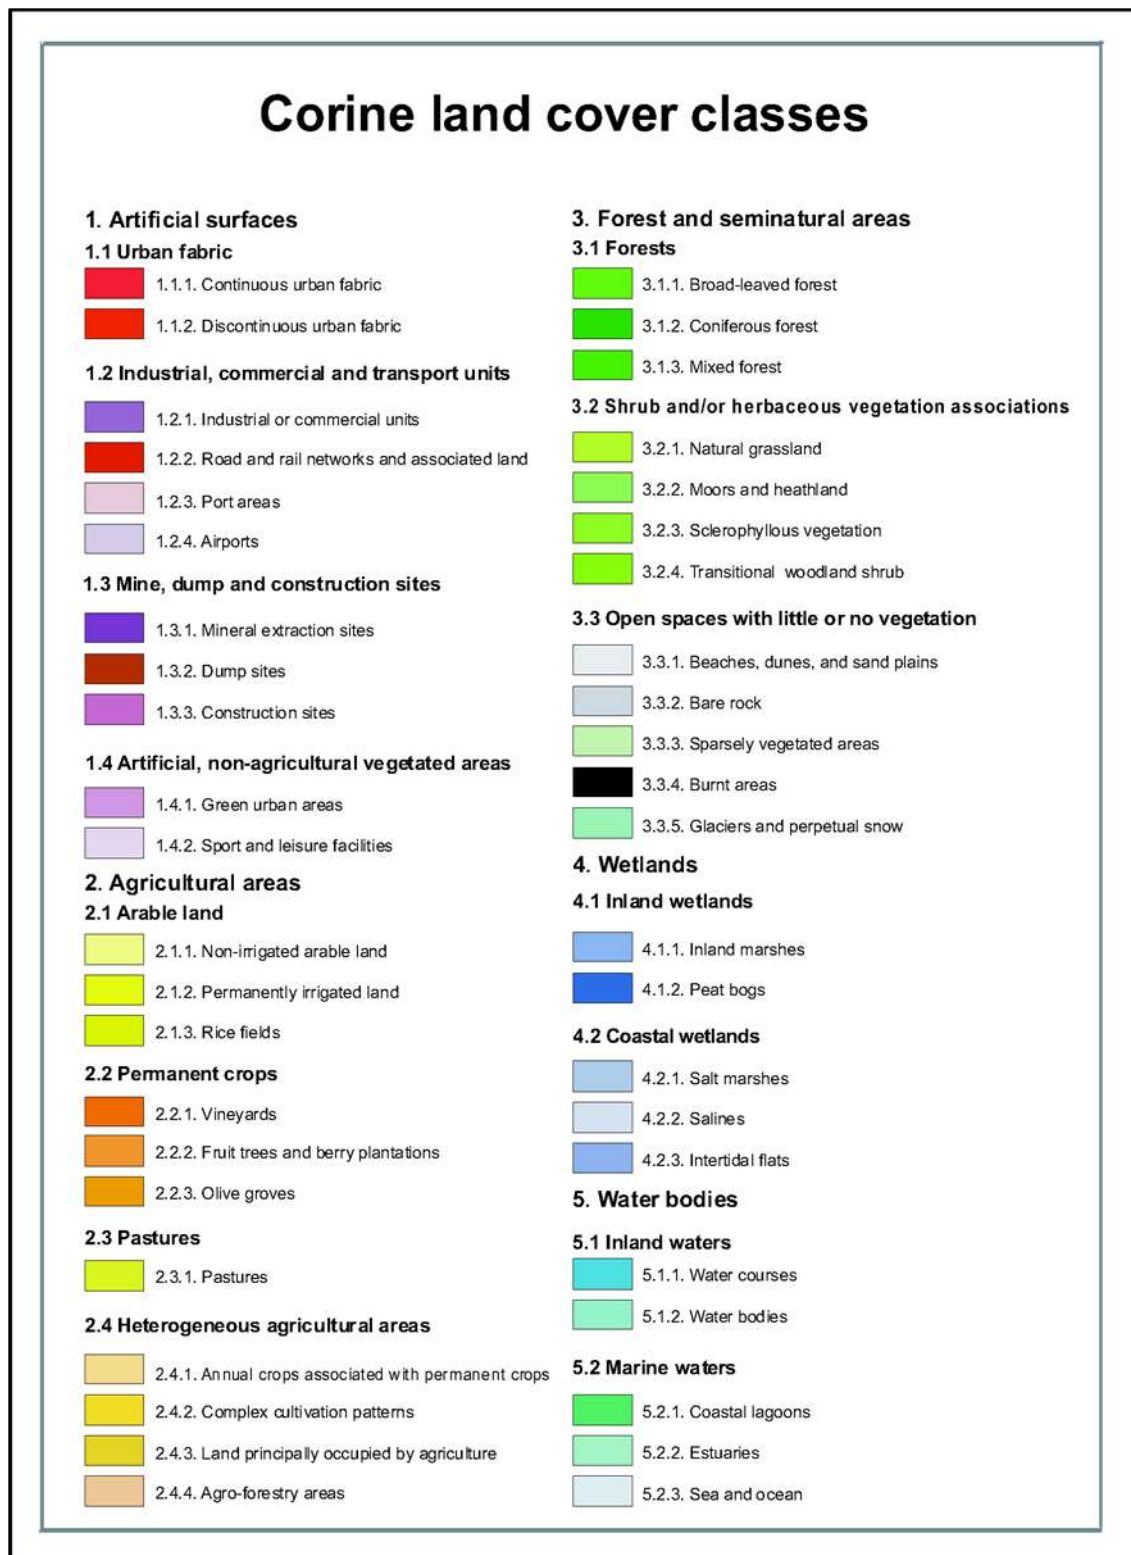 Corine land cover classes
1. Artificial surfaces
1.1 Urban fabric
1.1.1. Continuous urban fabric
1.1.2. Discontinuous urban fabric
1.2 Industrial, commercial and transport units
1.2.1. Industrial or commercial units
1.2.2. Road and rail networks and associated land
1.2.3. Port areas
1.2.4. Airports
1.3 Mine, dump and construction sites
1.3.1. Mineral extraction sites
1.3.2. Dump sites
1.3.3. Construction sites
1.4 Artificial, non-agricultural vegetated areas
1.4.1. Green urban areas
1.4.2. Sport and leisure facilities
2. Agricultural areas
2.1 Arable land
2.1.1. Non-irrigated arable land
2.1.2. Permanently irrigated land
2.1.3. Rice fields
2.2 Permanent crops
2.2.1. Vineyards
2.2.2. Fruit trees and berry plantations
2.2.3. Olive groves
2.3 Pastures
2.3.1. Pastures
2.4 Heterogeneous agricultural areas
2.4.1. Annual crops associated with permanent crops
2.4.2. Complex cultivation patterns
2.4.3. Land principally occupied by agriculture
2.4.4. Agro-forestry areas
3. Forest and seminatural areas
3.1 Forests
3.1.1. Broad-leaved forest
3.1.2. Coniferous forest
3.1.3. Mixed forest
3.2 Shrub and/or herbaceous vegetation associations
3.2.1. Natural grassland
3.2.2. Moors and heathland
3.2.3. Sclerophyllous vegetation
3.2.4. Transitional woodland shrub
3.3 Open spaces with little or no vegetation
3.3.1. Beaches, dunes, and sand plains
3.3.2. Bare rock
3.3.3. Sparsely vegetated areas
3.3.4. Burnt areas
3.3.5. Glaciers and perpetual snow
4. Wetlands
4.1 Inland wetlands
4.1.1. Inland marshes
4.1.2. Peat bogs
4.2 Coastal wetlands
4.2.1. Salt marshes
4.2.2. Salines
4.2.3. Intertidal flats
5. Water bodies
5.1 Inland waters
5.1.1. Water courses
5.1.2. Water bodies
5.2 Marine waters
5.2.1. Coastal lagoons
5.2.2. Estuaries
5.2.3. Sea and ocean